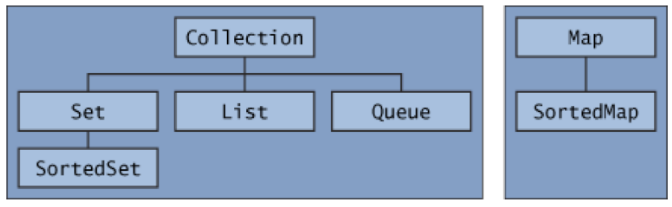 Collection
Map
Set
List
Queue
SortedMap
SortedSet